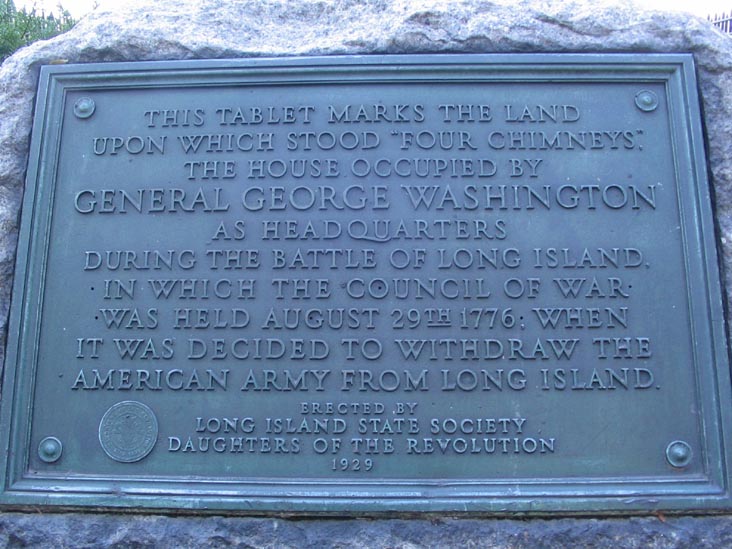 THIS TABLET MARKS THE LAND
UPON WHICH STOOD "FOUR CHIMNEYS",
THE HOUSE OCCUPIED BY
GENERAL GEORGE WASHINGTON
AS HEADQUARTERS
DURING THE BATTLE OF LONG ISLAND,
IN WHICH THE COUNCIL OF WAR
WAS HELD AUGUST 29TH 1776, WHEN
IT WAS DECIDED TO WITHDRAW THE
AMERICAN ARMY FROM LONG ISLAND.
ERECTED BY
LONG ISLAND STATE SOCIETY
DAUGHTERS OF THE REVOLUTION
1929